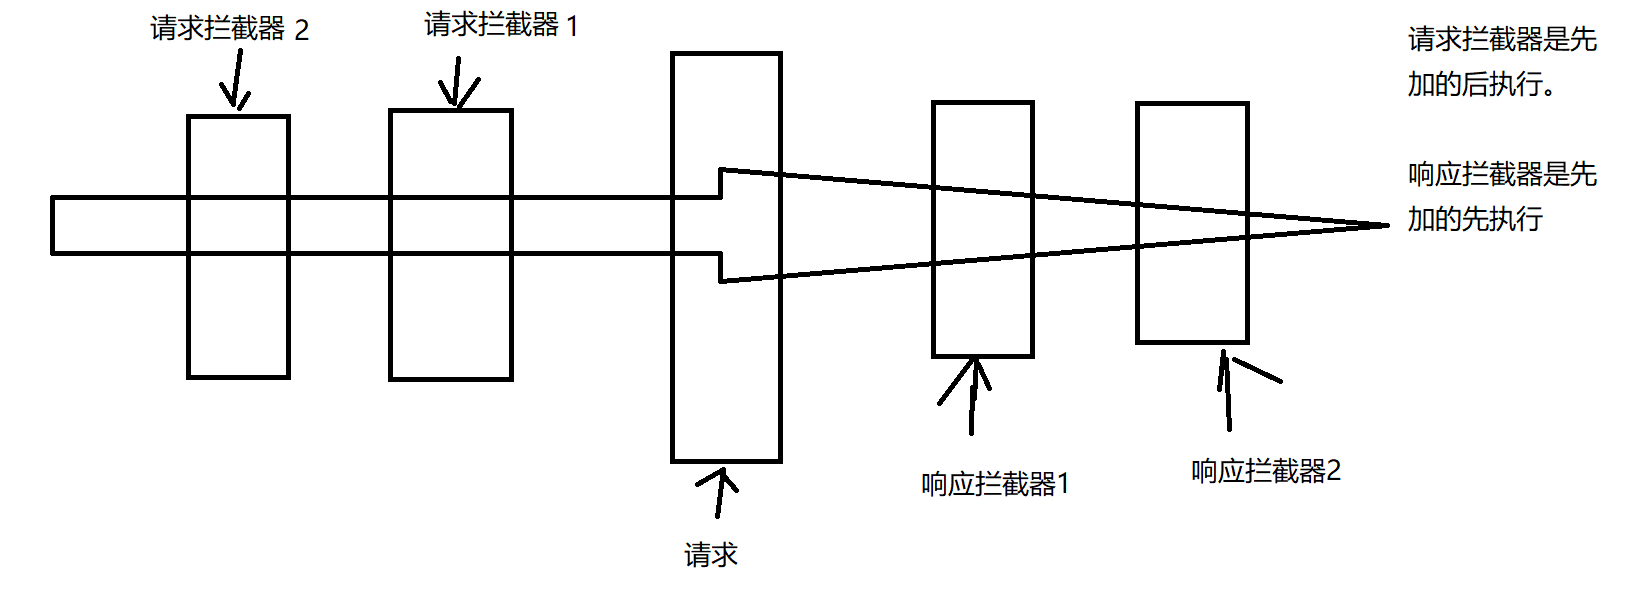 请求拦截器 2
请求拦截器 1
请求拦截器是先
加的后执行。
响应拦截器是先
加的先执行
响应拦截器1
响应拦截器2
请求